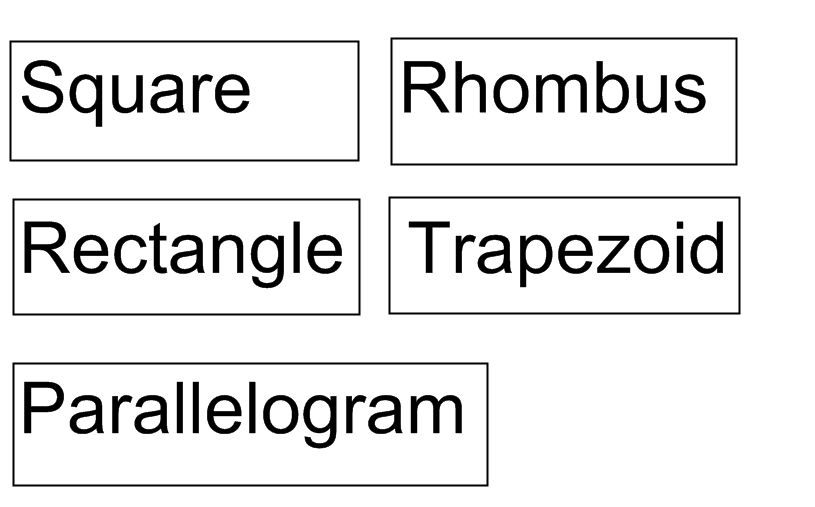 Square
Rhombus
Rectangle
Trapezoid
Parallelogram